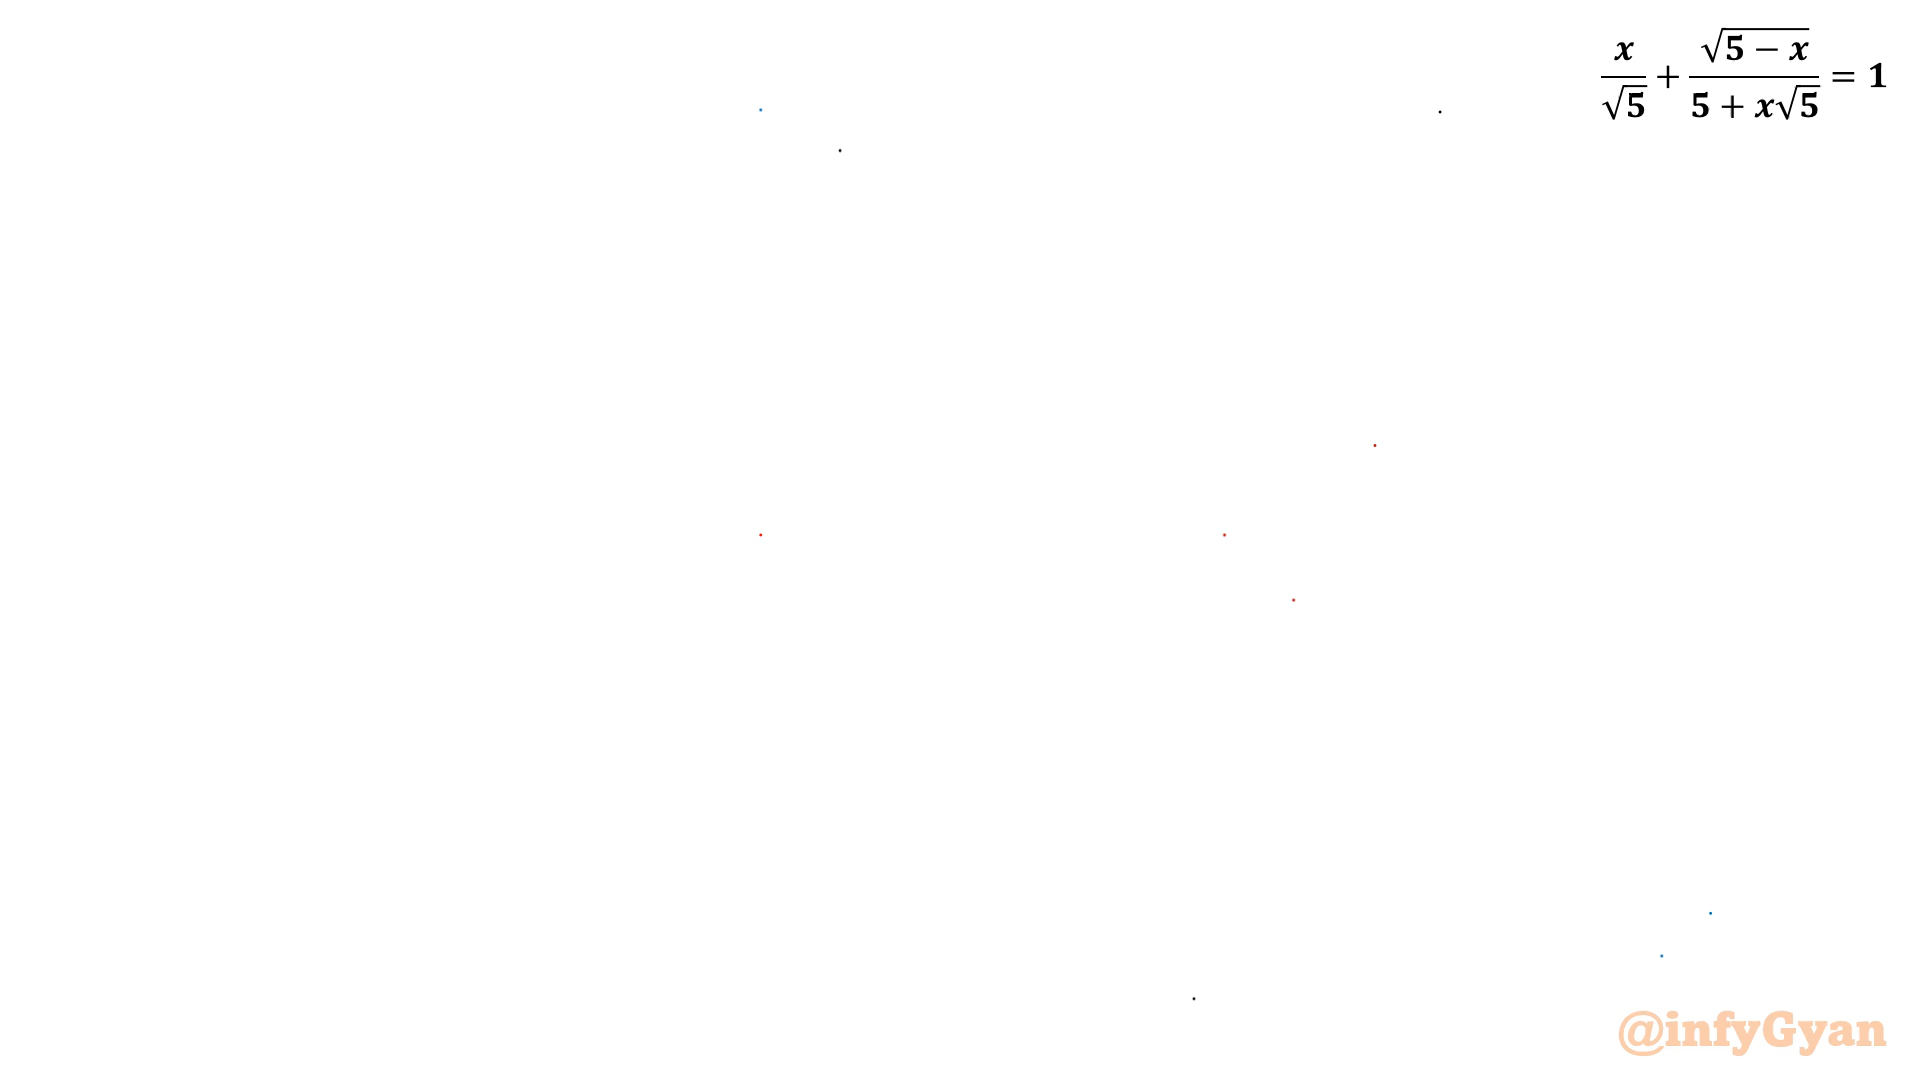 x/√5 + √(5 − x)/(5 + x√5) = 1
@infyGyan